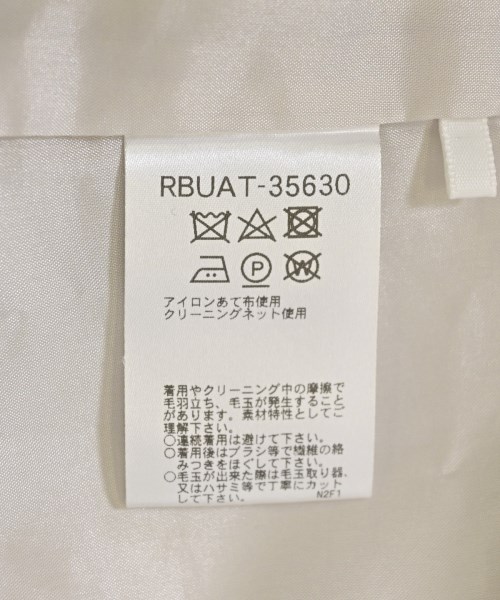 RBUAT-35630
P
W
アイロンあて布使用
クリーニングネット使用
着用やクリーニング中の摩擦で
毛羽立ち、毛玉が発生すること
があります。素材特性としてご
理解下さい。
○連続着用は避けて下さい。
○着用後はブラシ等で繊維の絡
みつきをほぐして下さい。
○毛玉が出来た際は毛玉取り器、
又はハサミ等で丁寧にカット
して下さい。
N2F1